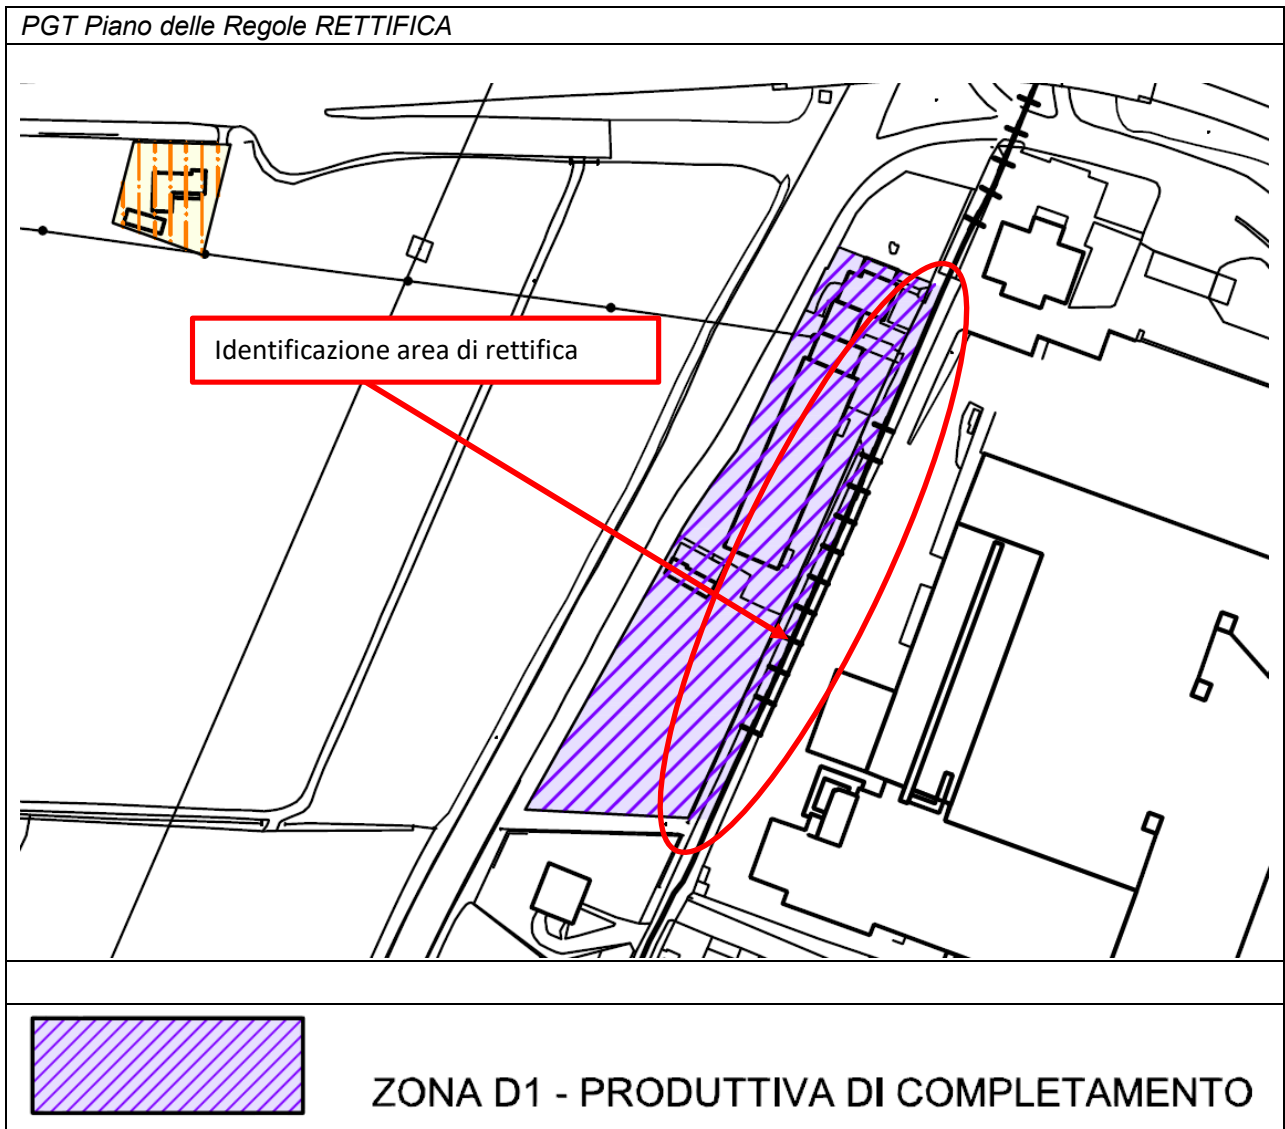 PGT Piano delle Regole RETTIFICA
Identificazione area di rettifica
ZONA D1 - PRODUTTIVA DI COMPLETAMENTO